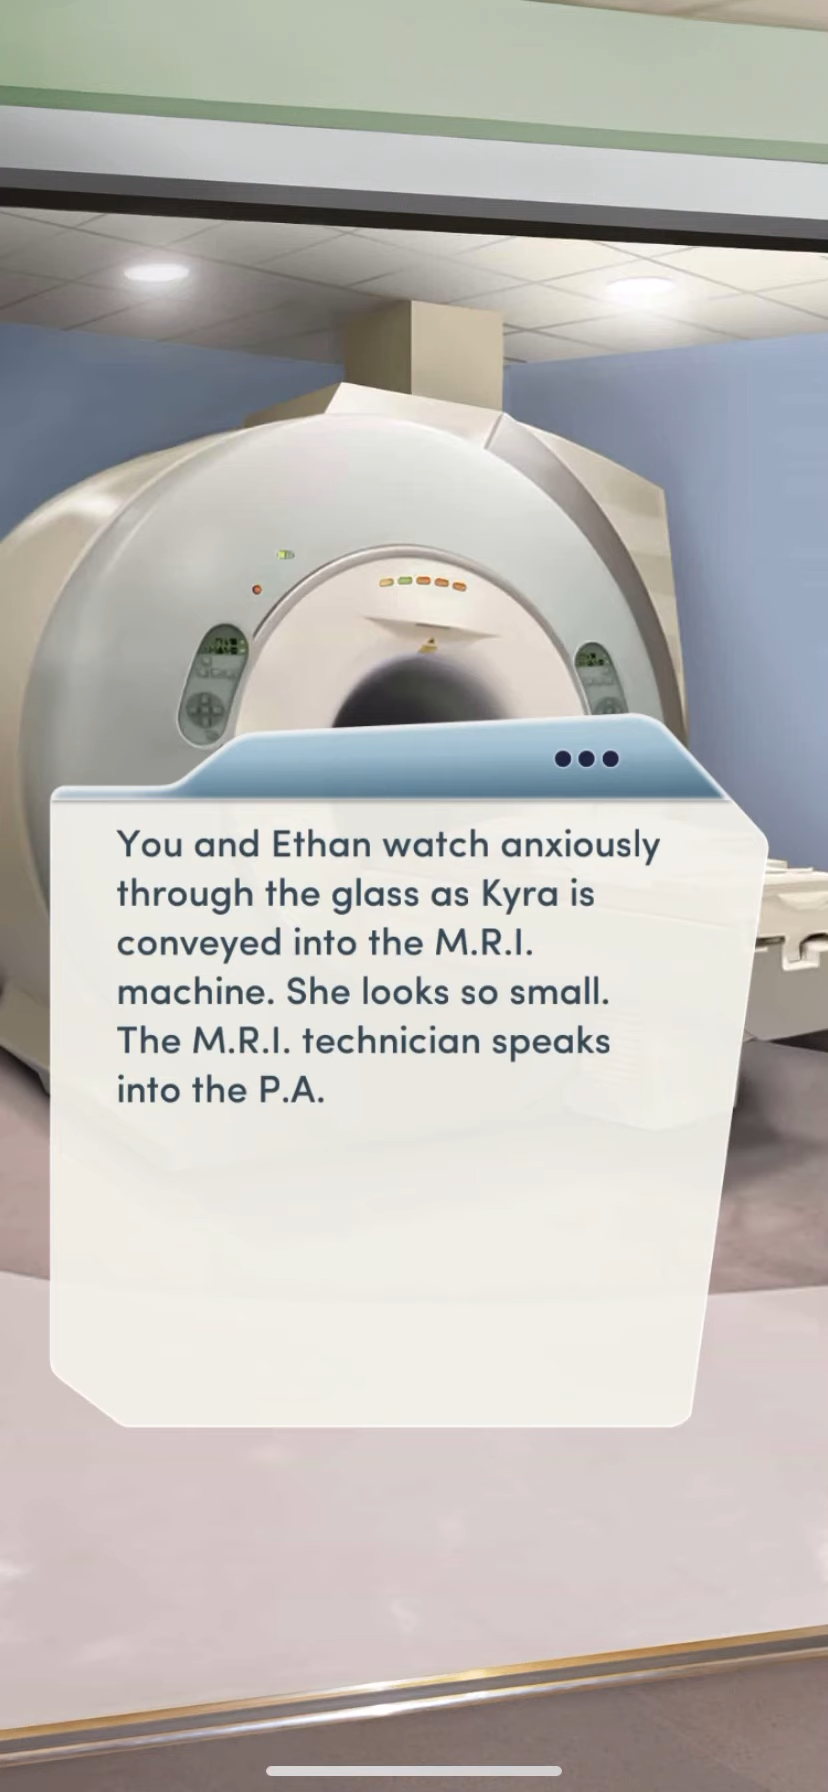 You and Ethan watch anxiously
through the glass as Kyra is
conveyed into the M.R.I.
machine. She looks so small.
The M.R.I. technician speaks
into the P.A.